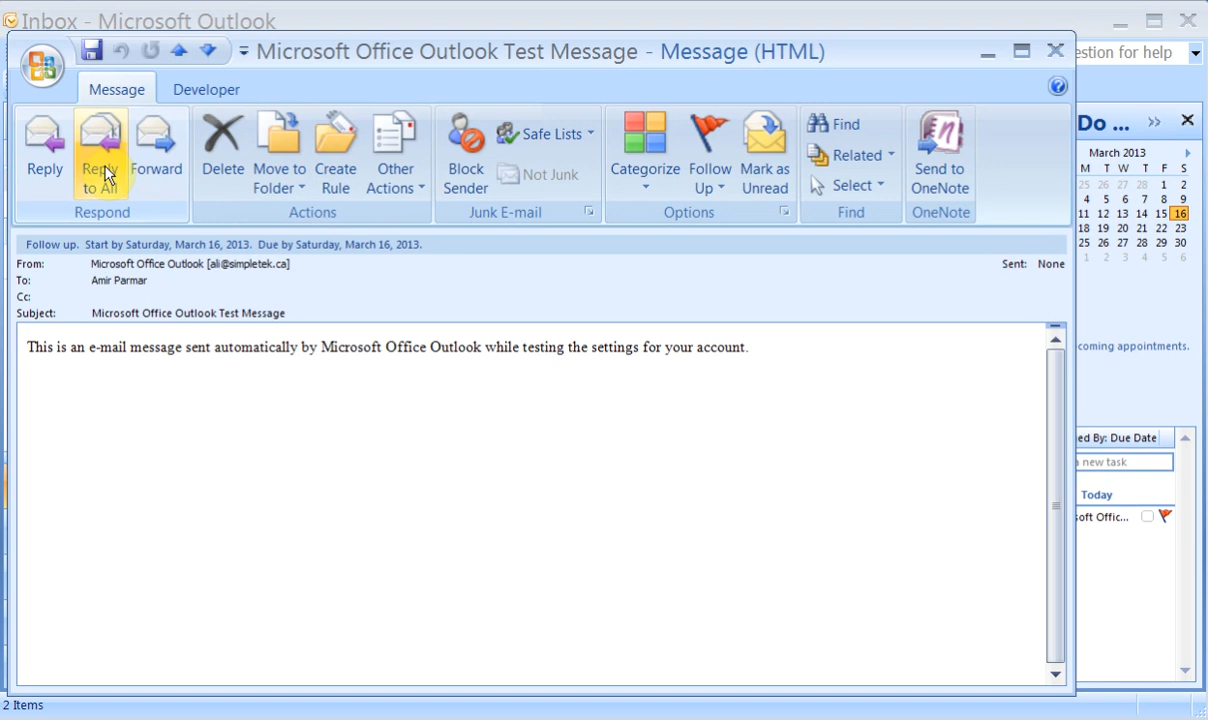 Inbox - Microsoft Outlook
Microsoft Office Outlook Test Message - Message (HTML)
estion for help
Message Developer
Reply
Reply to All
Forward
Respond
Delete
Move to Folder
Create Rule
Other Actions
Actions
Block Sender
Safe Lists
Not Junk
Junk E-mail
Categorize
Follow Up
Mark as Unread
Options
Find
Related
Select
Find
Send to OneNote
OneNote
Do ... >>
March 2013
M T W T F S
25 26 27 28 1 2
4 5 6 7 8 9
11 12 13 14 15 16
18 19 20 21 22 23
25 26 27 28 29 30
1 2 3 4 5 6
Follow up. Start by Saturday, March 16, 2013. Due by Saturday, March 16, 2013.
From: Microsoft Office Outlook [ali@simpletek.ca] Sent: None
To: Amir Parmar
Cc:
Subject: Microsoft Office Outlook Test Message
This is an e-mail message sent automatically by Microsoft Office Outlook while testing the settings for your account.
coming appointments.
ed By: Due Date
new task
Today
soft Offic...
2 Items